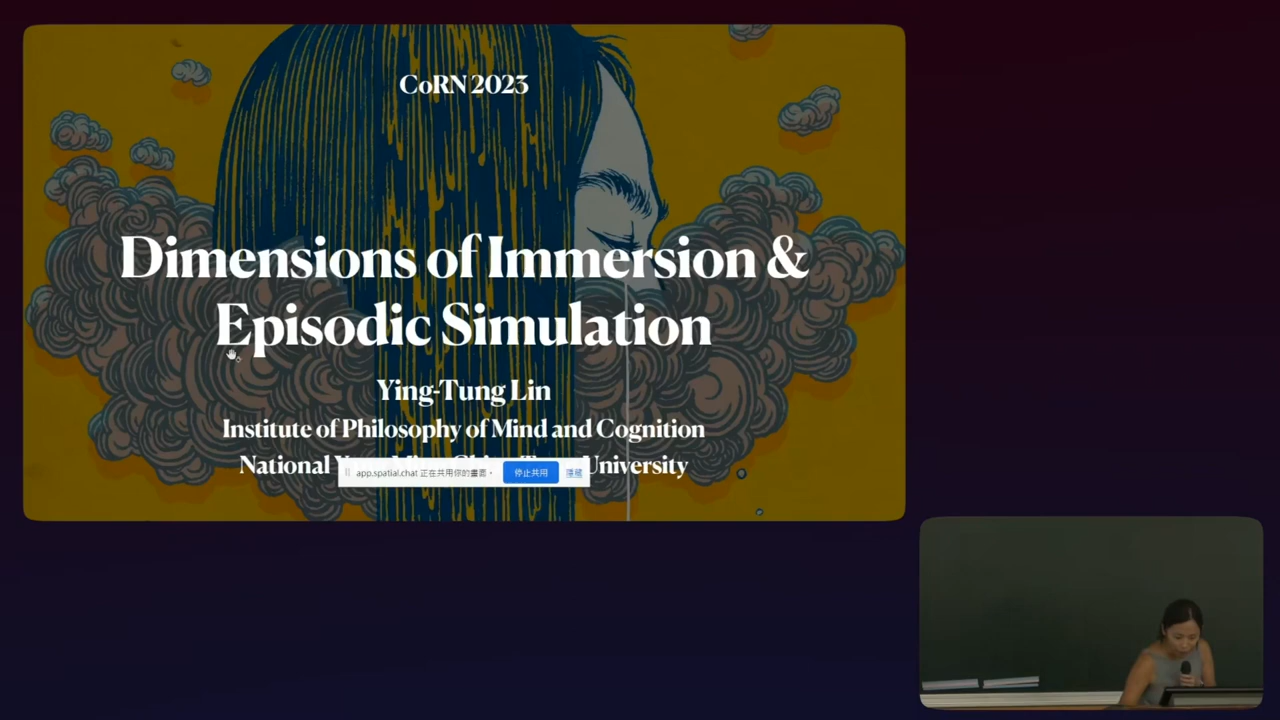 CoRN 2023
Dimensions of Immersion &
Episodic Simulation
Ying-Tung Lin
Institute of Philosophy of Mind and Cognition
National University
app.spatial.chat 正在共用你的畫面。
停止共用
隱藏